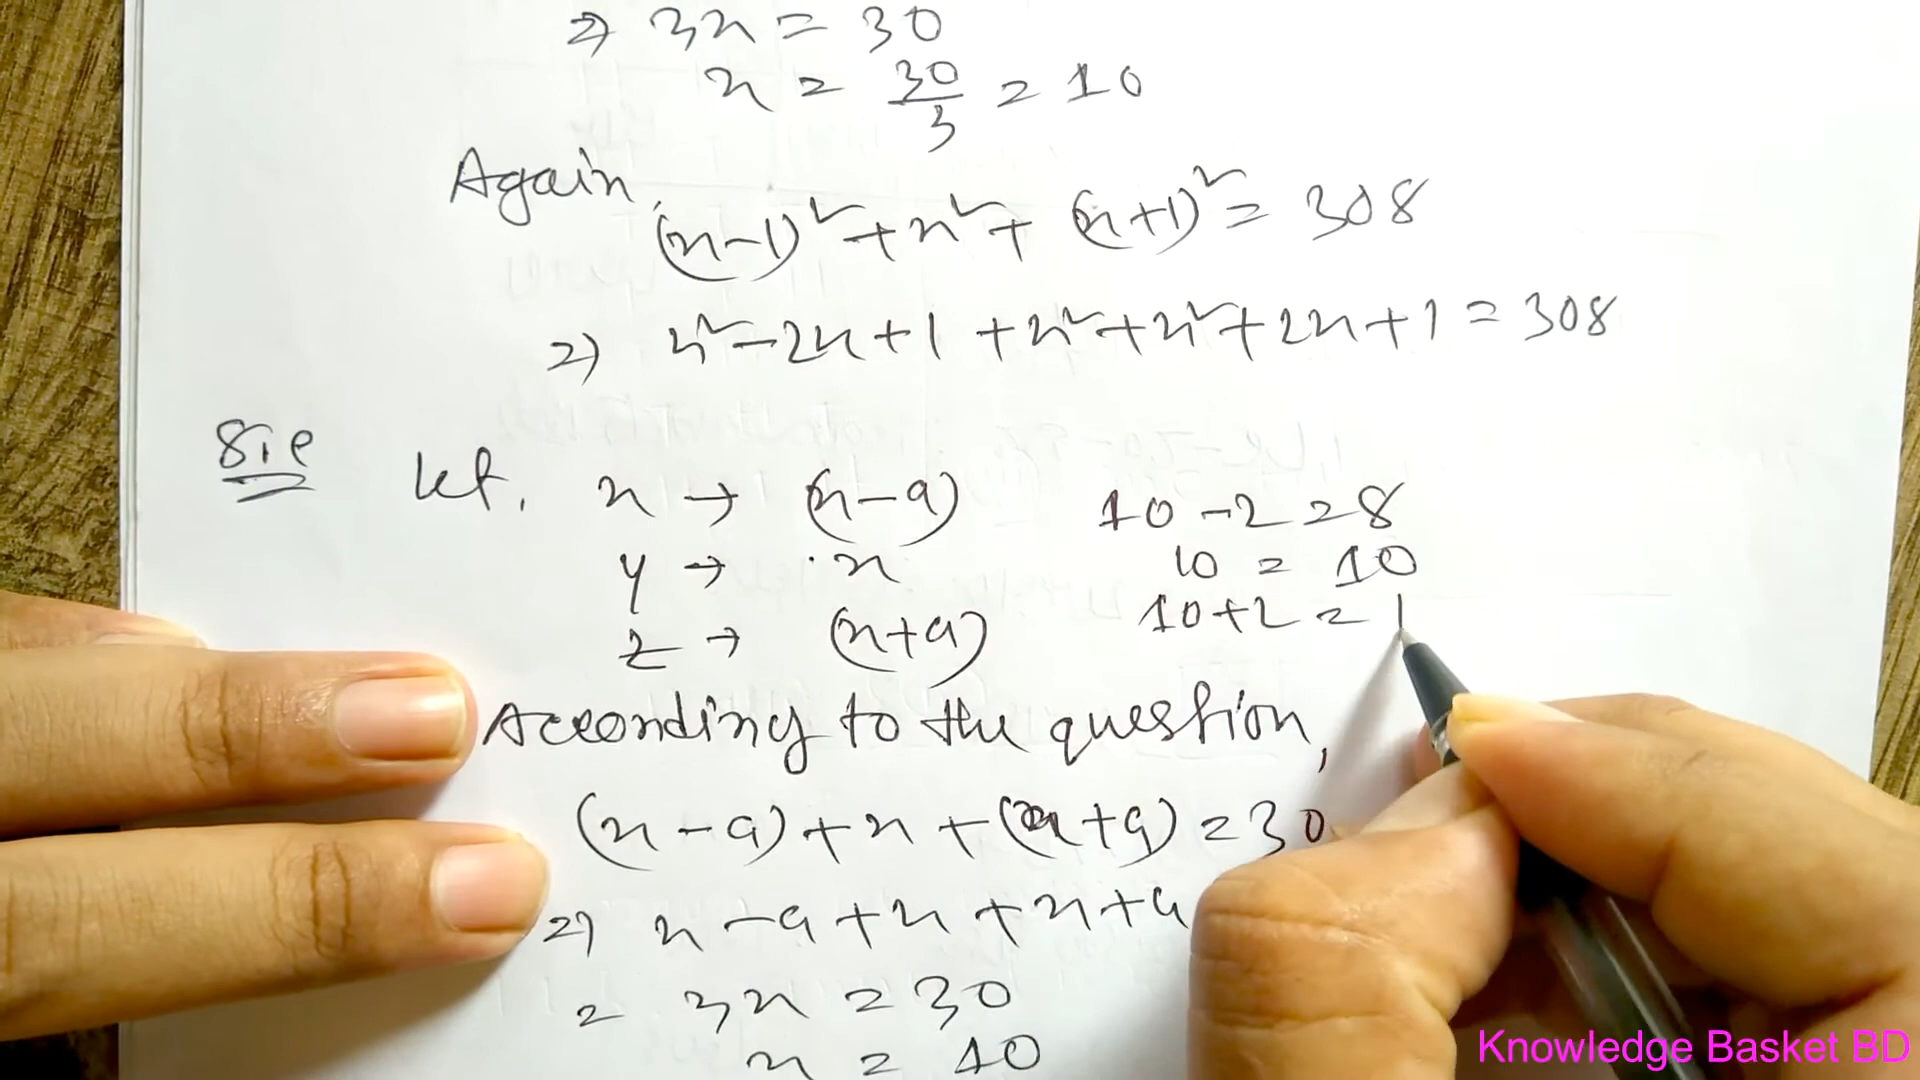 ⇒ 3x = 30
x = 30/3 = 10
Again,
(x-1)² + x² + (x+1)² = 308
⇒ x² - 2x + 1 + x² + x² + 2x + 1 = 308
let, x → (x-a) 10 - 2 = 8
y → x 10 = 10
z → (x+a) 10 + 2 = 1
According to the question,
(x-a) + x + (x+a) = 30
⇒ x - a + x + x + a
= 3x = 30
x = 10
Knowledge Basket BD